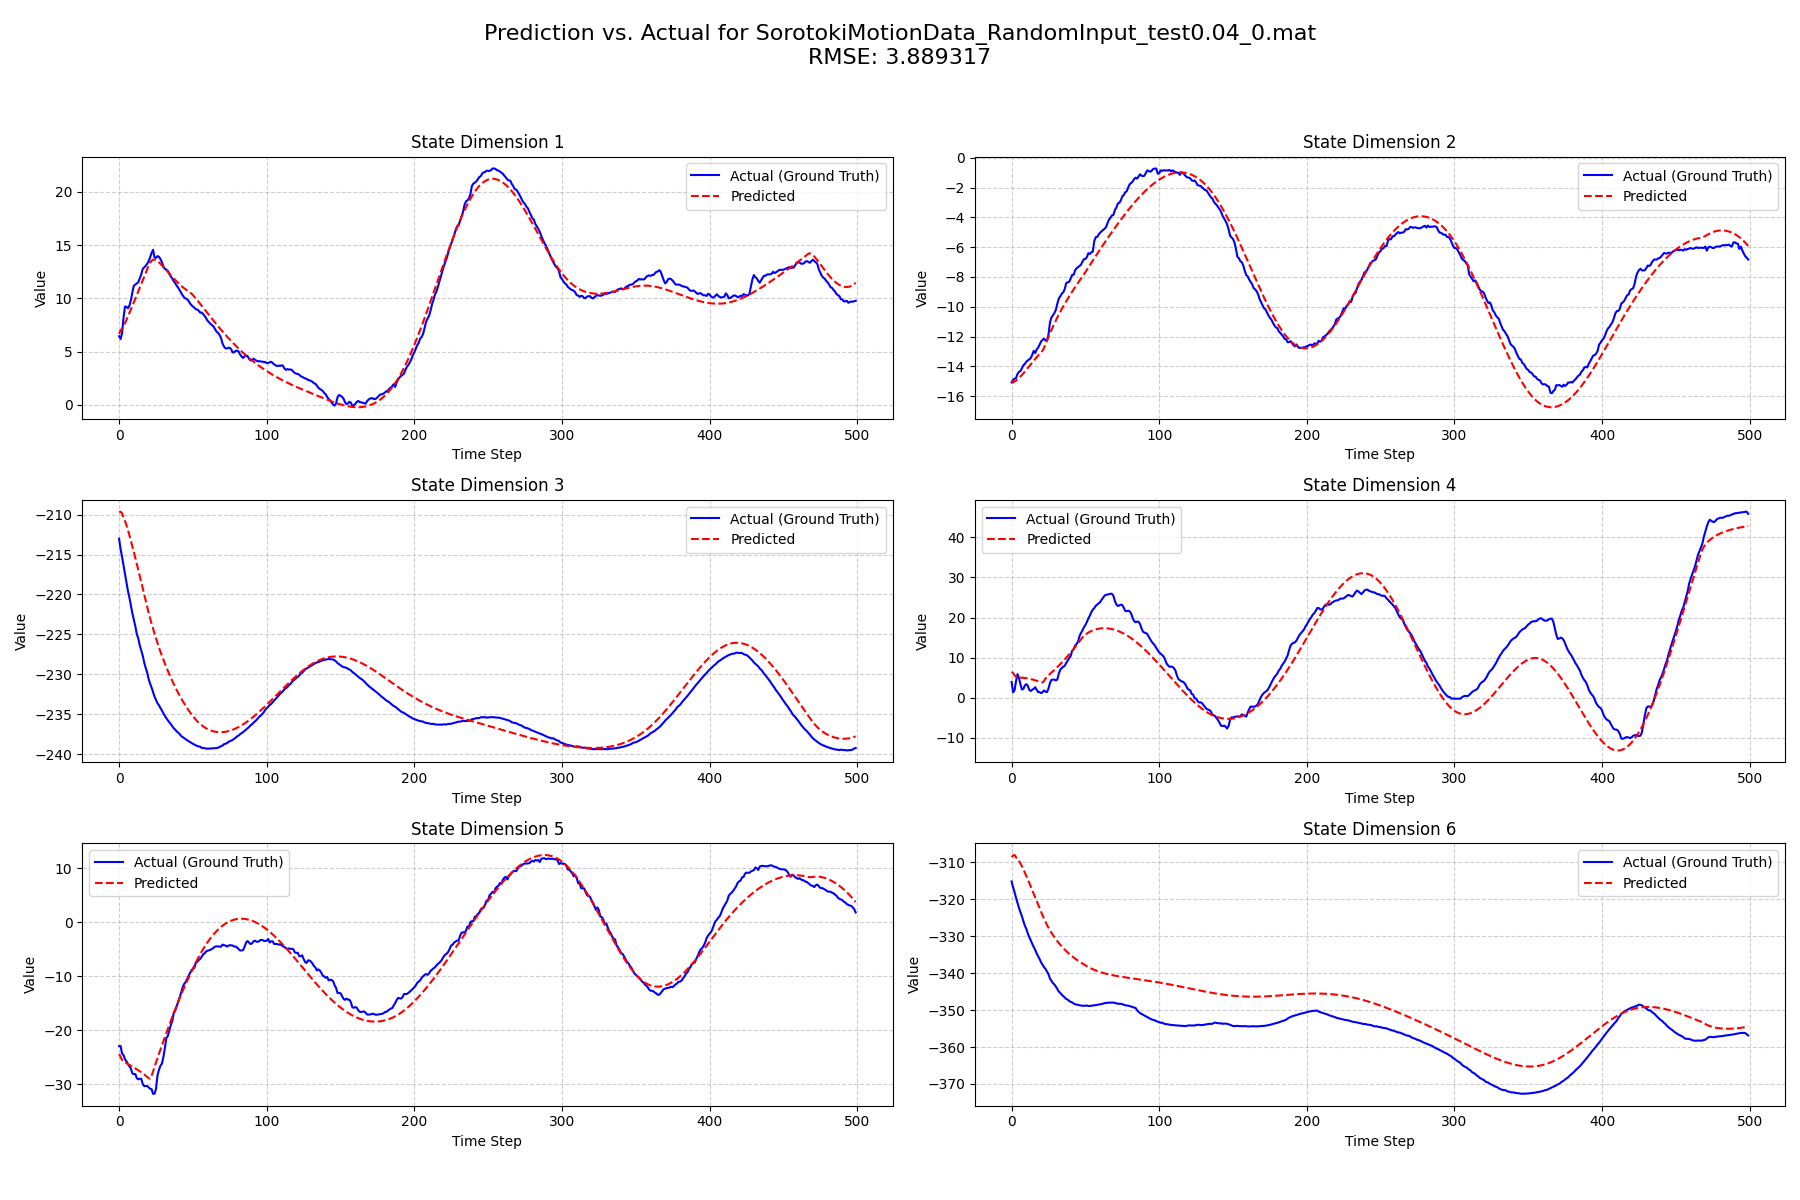 Prediction vs. Actual for SorotokiMotionData_RandomInput_test0.04_0.mat
RMSE: 3.889317
State Dimension 1
Value
20
15
10
5
0
0 100 200 300 400 500
Time Step
Actual (Ground Truth)
Predicted
State Dimension 2
Value
0
−2
−4
−6
−8
−10
−12
−14
−16
0 100 200 300 400 500
Time Step
Actual (Ground Truth)
Predicted
State Dimension 3
Value
−210
−215
−220
−225
−230
−235
−240
0 100 200 300 400 500
Time Step
Actual (Ground Truth)
Predicted
State Dimension 4
Value
40
30
20
10
0
−10
0 100 200 300 400 500
Time Step
Actual (Ground Truth)
Predicted
State Dimension 5
Value
10
0
−10
−20
−30
0 100 200 300 400 500
Time Step
Actual (Ground Truth)
Predicted
State Dimension 6
Value
−310
−320
−330
−340
−350
−360
−370
0 100 200 300 400 500
Time Step
Actual (Ground Truth)
Predicted